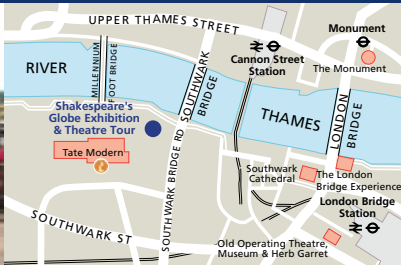 UPPER THAMES STREET
Monument
The Monument
Cannon Street
Station
RIVER
MILLENNIUM
FOOT BRIDGE
SOUTHWARK
BRIDGE
THAMES
LONDON
BRIDGE
Shakespeare's
Globe Exhibition
& Theatre Tour
Tate Modern
SOUTHWARK BRIDGE RD
Southwark
Cathedral
The London
Bridge Experience
London Bridge
Station
SOUTHWARK ST
Old Operating Theatre,
Museum & Herb Garret